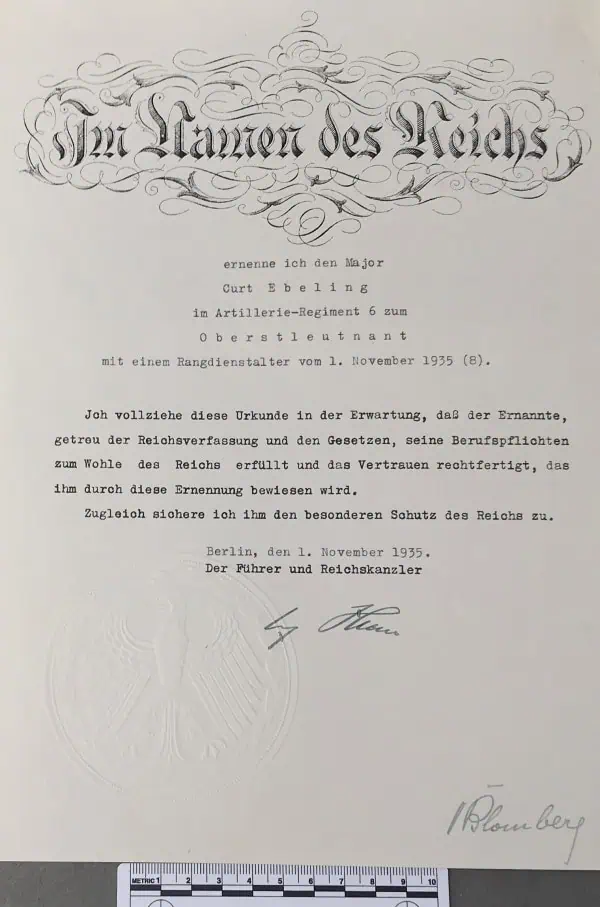 Im Namen des Reichs
ernenne ich den Major
Curt Ebeling
im Artillerie-Regiment 6 zum
Oberstleutnant
mit einem Rangdienstalter vom 1. November 1935 (8).
Joh vollziehe diese Urkunde in der Erwartung, daß der Ernannte,
getreu der Reichsverfassung und den Gesetzen, seine Berufspflichten
zum Wohle des Reichs erfüllt und das Vertrauen rechtfertigt, das
ihm durch diese Ernennung bewiesen wird.
Zugleich sichere ich ihm den besonderen Schutz des Reichs zu.
Berlin, den 1. November 1935.
Der Führer und Reichskanzler
Blomberg
METRIC 1 2 3 4 5 6 7 8 9 10